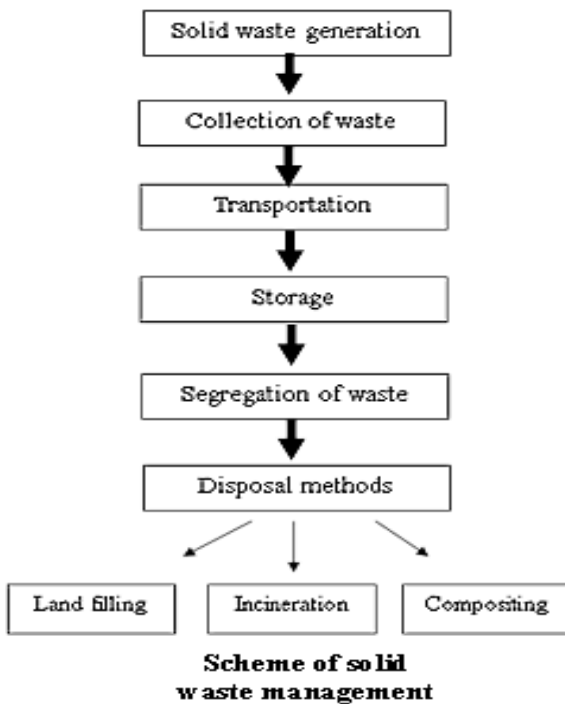 Solid waste generation
Collection of waste
Transportation
Storage
Segregation of waste
Disposal methods
Land filling
Incineration
Compositing
Scheme of solid
waste management